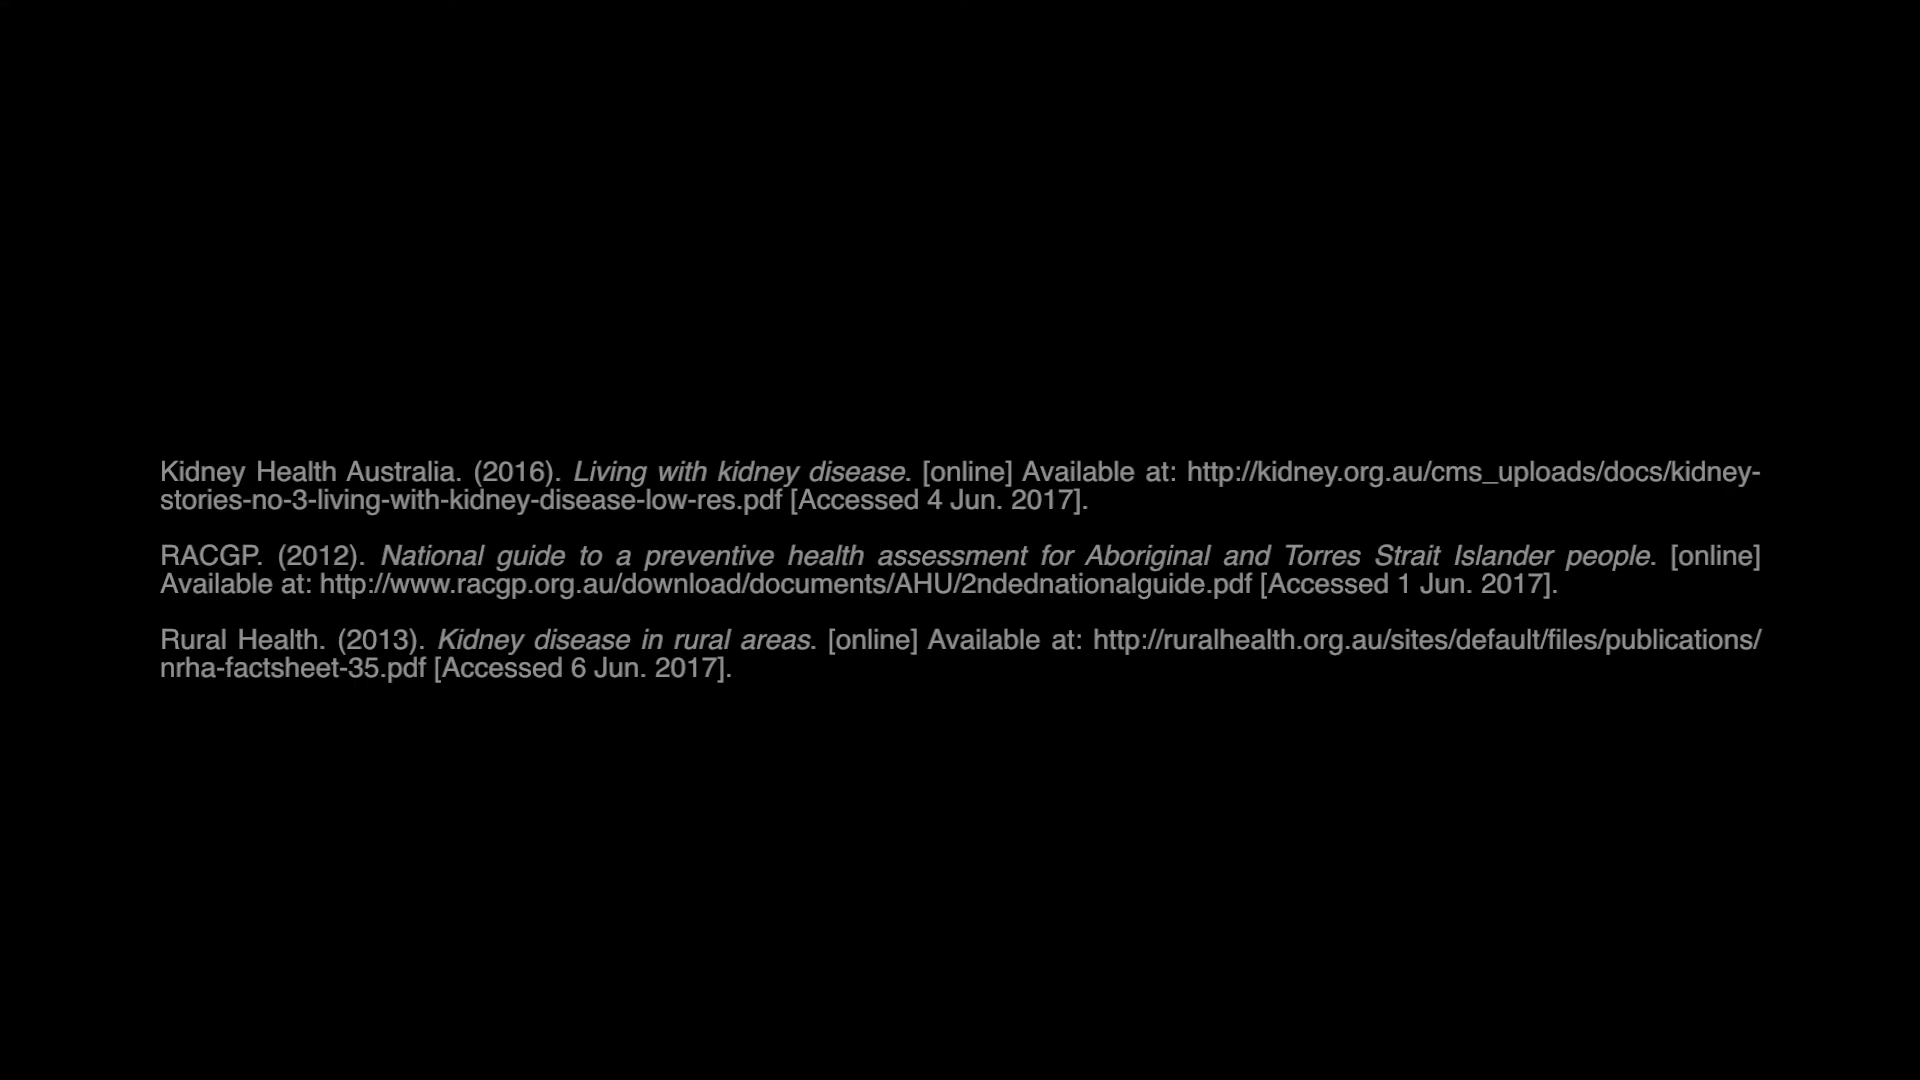 Kidney Health Australia. (2016). Living with kidney disease. [online] Available at: http://kidney.org.au/cms_uploads/docs/kidney-
stories-no-3-living-with-kidney-disease-low-res.pdf [Accessed 4 Jun. 2017].
RACGP. (2012). National guide to a preventive health assessment for Aboriginal and Torres Strait Islander people. [online]
Available at: http://www.racgp.org.au/download/documents/AHU/2ndednationalguide.pdf [Accessed 1 Jun. 2017].
Rural Health. (2013). Kidney disease in rural areas. [online] Available at: http://ruralhealth.org.au/sites/default/files/publications/
nrha-factsheet-35.pdf [Accessed 6 Jun. 2017].